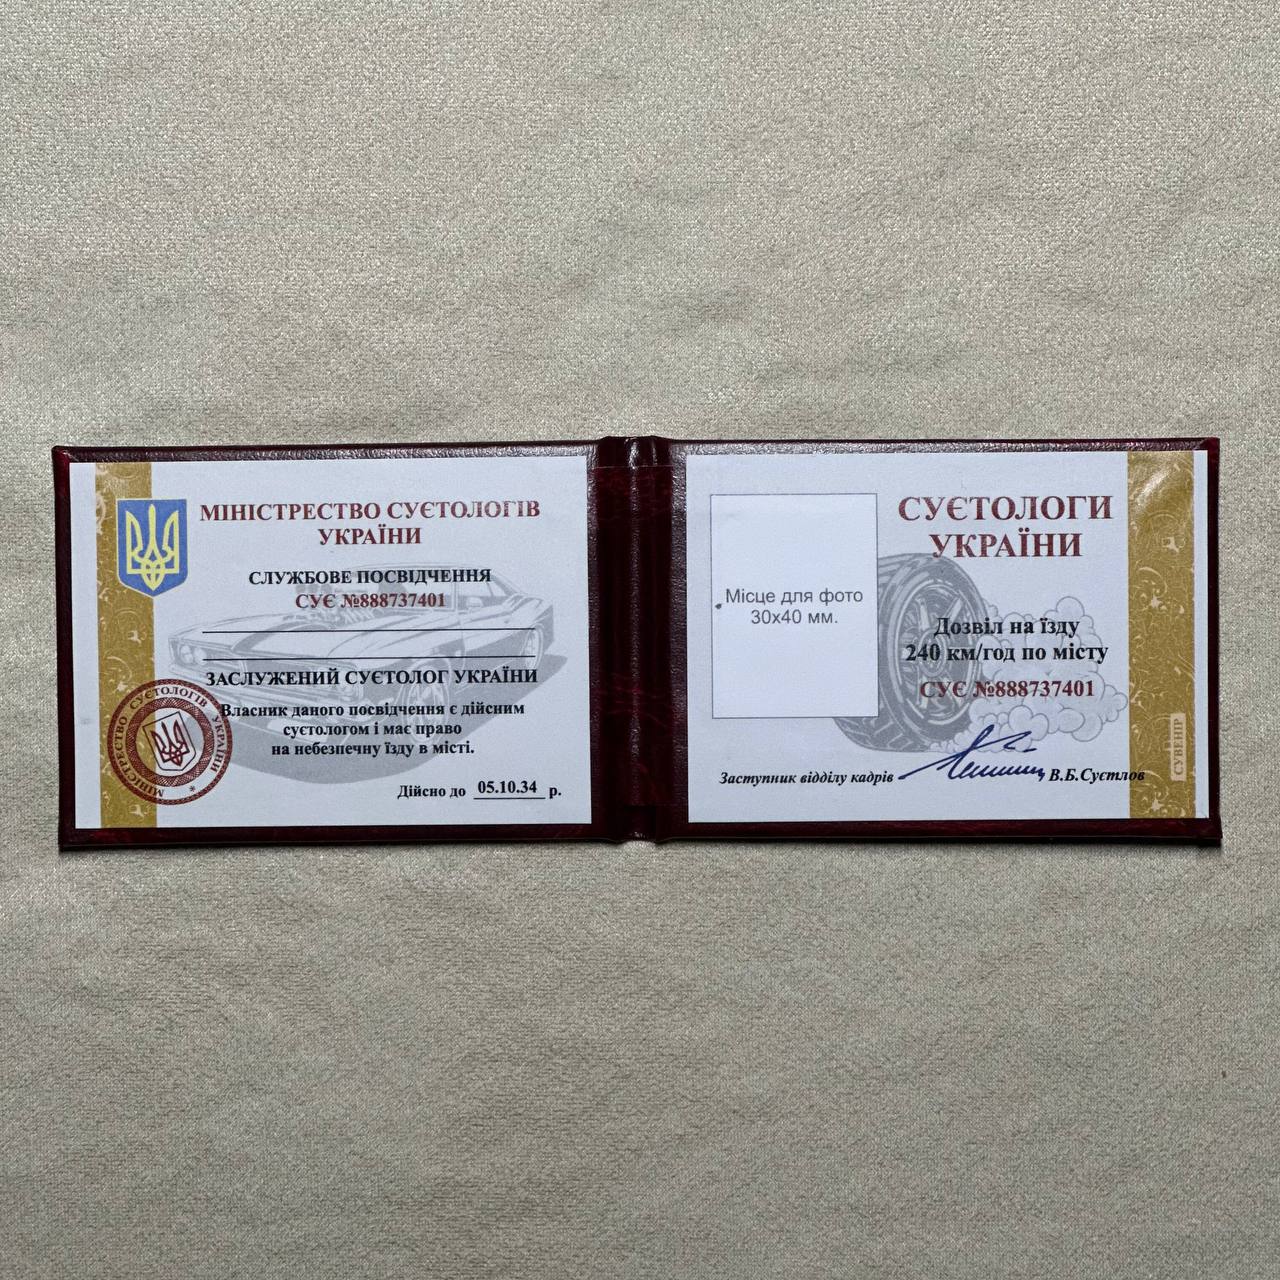 МІНІСТРЕСТВО СУЄТОЛОГІВ
УКРАЇНИ
СЛУЖБОВЕ ПОСВІДЧЕННЯ
СУЄ №888737401
ЗАСЛУЖЕНИЙ СУЄТОЛОГ УКРАЇНИ
Власник даного посвідчення є дійсним
суєтологом і має право
на небезпечну їзду в місті.
Дійсно до 05.10.34 р.
МІНІСТРЕСТВО СУЄТОЛОГІВ УКРАЇНИ *
СУЄТОЛОГИ
УКРАЇНИ
Місце для фото
30х40 мм.
Дозвіл на їзду
240 км/год по місту
СУЄ №888737401
Заступник відділу кадрів В.Б.Суєтлов
СУВЕНІР